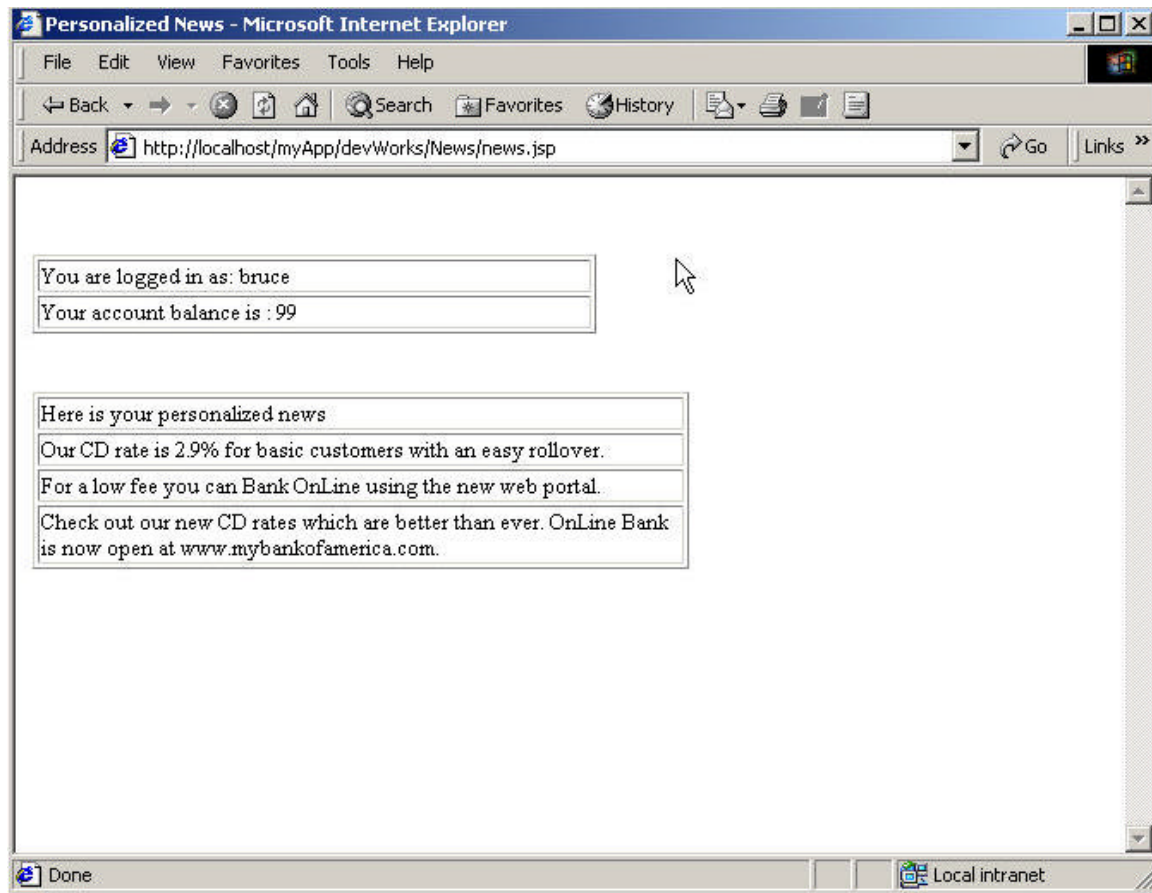 Personalized News - Microsoft Internet Explorer
File Edit View Favorites Tools Help
Back Search Favorites History
Address http://localhost/myApp/devWorks/News/news.jsp Go Links »
You are logged in as: bruce
Your account balance is : 99
Here is your personalized news
Our CD rate is 2.9% for basic customers with an easy rollover.
For a low fee you can Bank OnLine using the new web portal.
Check out our new CD rates which are better than ever. OnLine Bank
is now open at www.mybankofamerica.com.
Done Local intranet